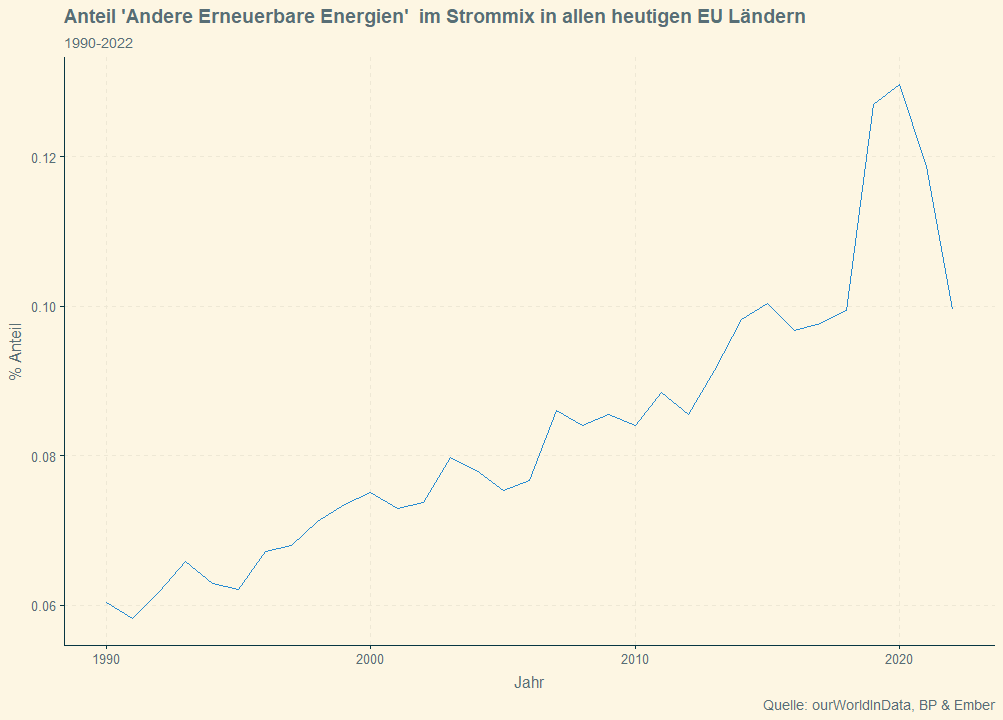 Anteil 'Andere Erneuerbare Energien'  im Strommix in allen heutigen EU Ländern
1990-2022
% Anteil
0.12
0.10
0.08
0.06
1990 2000 2010 2020
Jahr
Quelle: ourWorldInData, BP & Ember